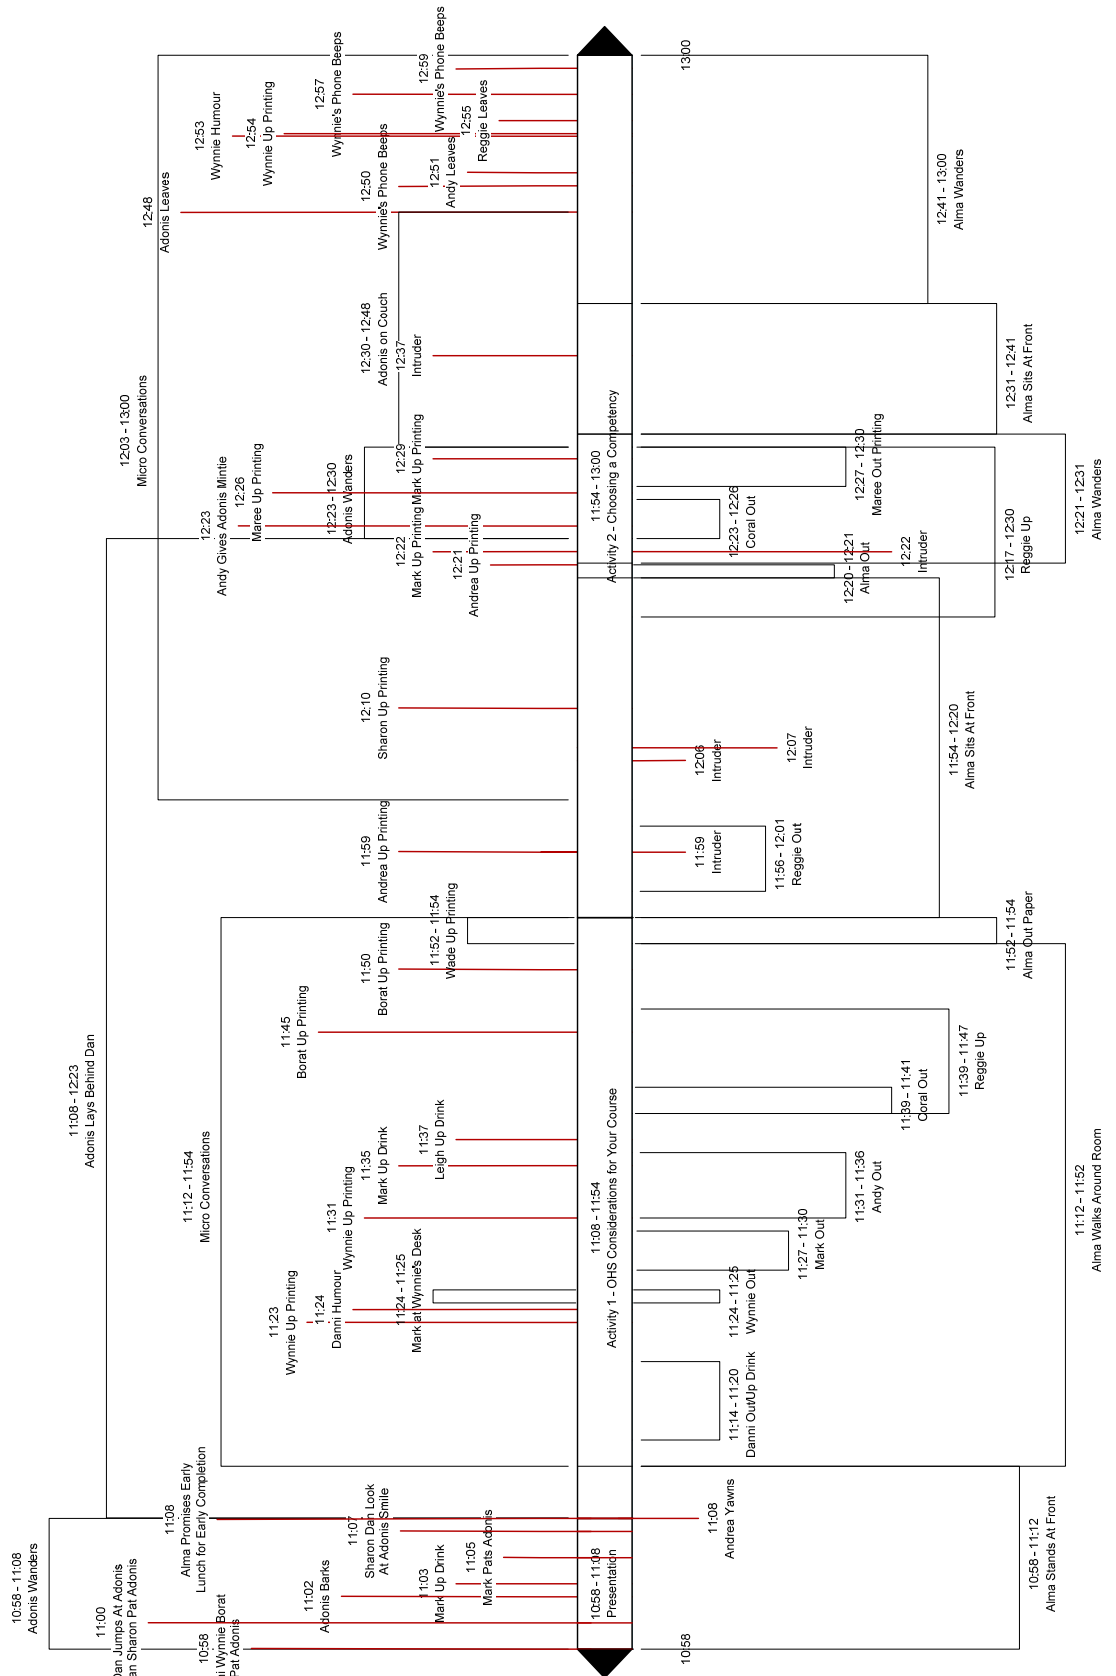 10:58 - 11:08
Adonis Wanders
11:00
Dan Jumps At Adonis
Sharon Pat Adonis
10:58
Wynnie Borat
Pat Adonis
11:08 - 12:23
Adonis Lays Behind Dan
11:08
Alma Promises Early
Lunch for Early Completion
11:02
Adonis Barks
11:07
Sharon Dan Look
At Adonis Smile
11:03
Mark Up Drink
11:05
Mark Pats Adonis
11:12 - 11:54
Micro Conversations
11:23
Wynnie Up Printing
11:24
Danni Humour
11:24 - 11:25
Mark at Wynnie's Desk
11:31
Wynnie Up Printing
11:35
Mark Up Drink
11:37
Leigh Up Drink
11:45
Borat Up Printing
11:50
Borat Up Printing
11:52 - 11:54
Wade Up Printing
11:59
Andrea Up Printing
12:03 - 13:00
Micro Conversations
12:10
Sharon Up Printing
12:21
Andrea Up Printing
12:22
Mark Up Printing
12:23
Andy Gives Adonis Mintie
12:26
Maree Up Printing
12:23 - 12:30
Adonis Wanders
12:29
Mark Up Printing
12:30 - 12:48
Adonis on Couch
12:37
Intruder
12:48
Adonis Leaves
12:50
Wynnie's Phone Beeps
12:51
Andy Leaves
12:53
Wynnie Humour
12:54
Wynnie Up Printing
12:55
Reggie Leaves
12:57
Wynnie's Phone Beeps
12:59
Wynnie's Phone Beeps
10:58 - 11:08
Presentation
11:08 - 11:54
Activity 1 - OHS Considerations for Your Course
11:54 - 13:00
Activity 2 - Choosing a Competency
10:58
13:00
10:58 - 11:12
Alma Stands At Front
11:08
Andrea Yawns
11:12 - 11:52
Alma Walks Around Room
11:14 - 11:20
Danni Out/Up Drink
11:24 - 11:25
Wynnie Out
11:27 - 11:30
Mark Out
11:31 - 11:36
Andy Out
11:39 - 11:41
Coral Out
11:39 - 11:47
Reggie Up
11:52 - 11:54
Alma Out Paper
11:54 - 12:20
Alma Sits At Front
11:56 - 12:01
Reggie Out
11:59
Intruder
12:06
Intruder
12:07
Intruder
12:17 - 12:30
Reggie Up
12:20 - 12:21
Alma Out
12:21 - 12:31
Alma Wanders
12:22
Intruder
12:23 - 12:26
Coral Out
12:27 - 12:30
Maree Out Printing
12:31 - 12:41
Alma Sits At Front
12:41 - 13:00
Alma Wanders